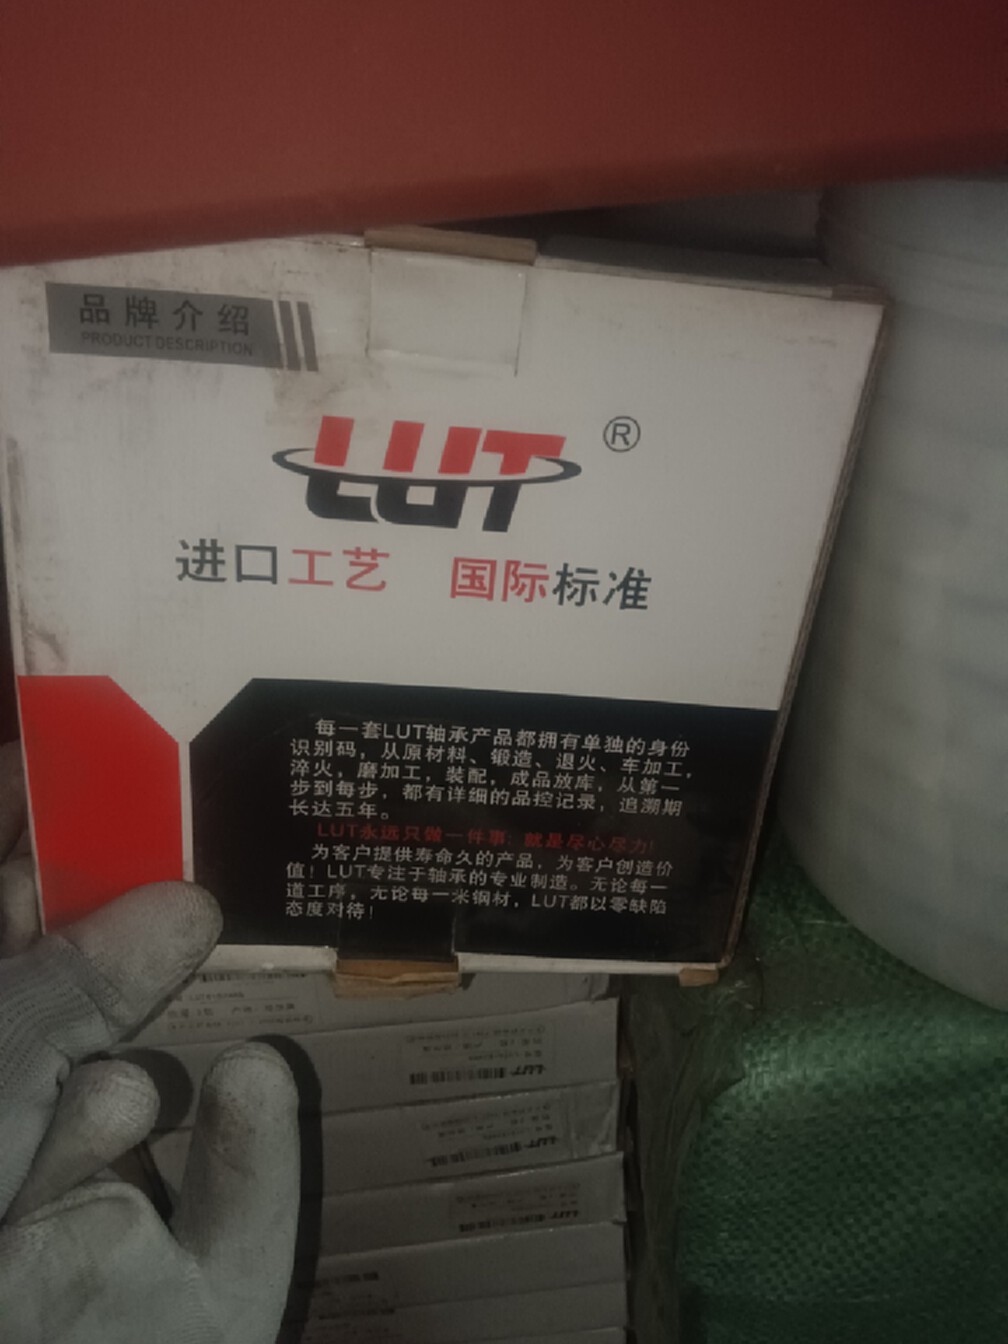 品牌介绍
PRODUCT DESCRIPTION
LUT ®
进口工艺 国际标准
每一套LUT轴承产品都拥有单独的身份
识别码，从原材料、锻造、退火、车加工，
淬火，磨加工，装配，成品放库，从第一
步到每步，都有详细的品控记录，追溯期
长达五年。
LUT永远只做一件事：就是尽心尽力！
为客户提供寿命久的产品，为客户创造价
值！LUT专注于轴承的专业制造。无论每一
道工序，无论每一米钢材，LUT都以零缺陷
态度对待！
LUT
LUT
LUT